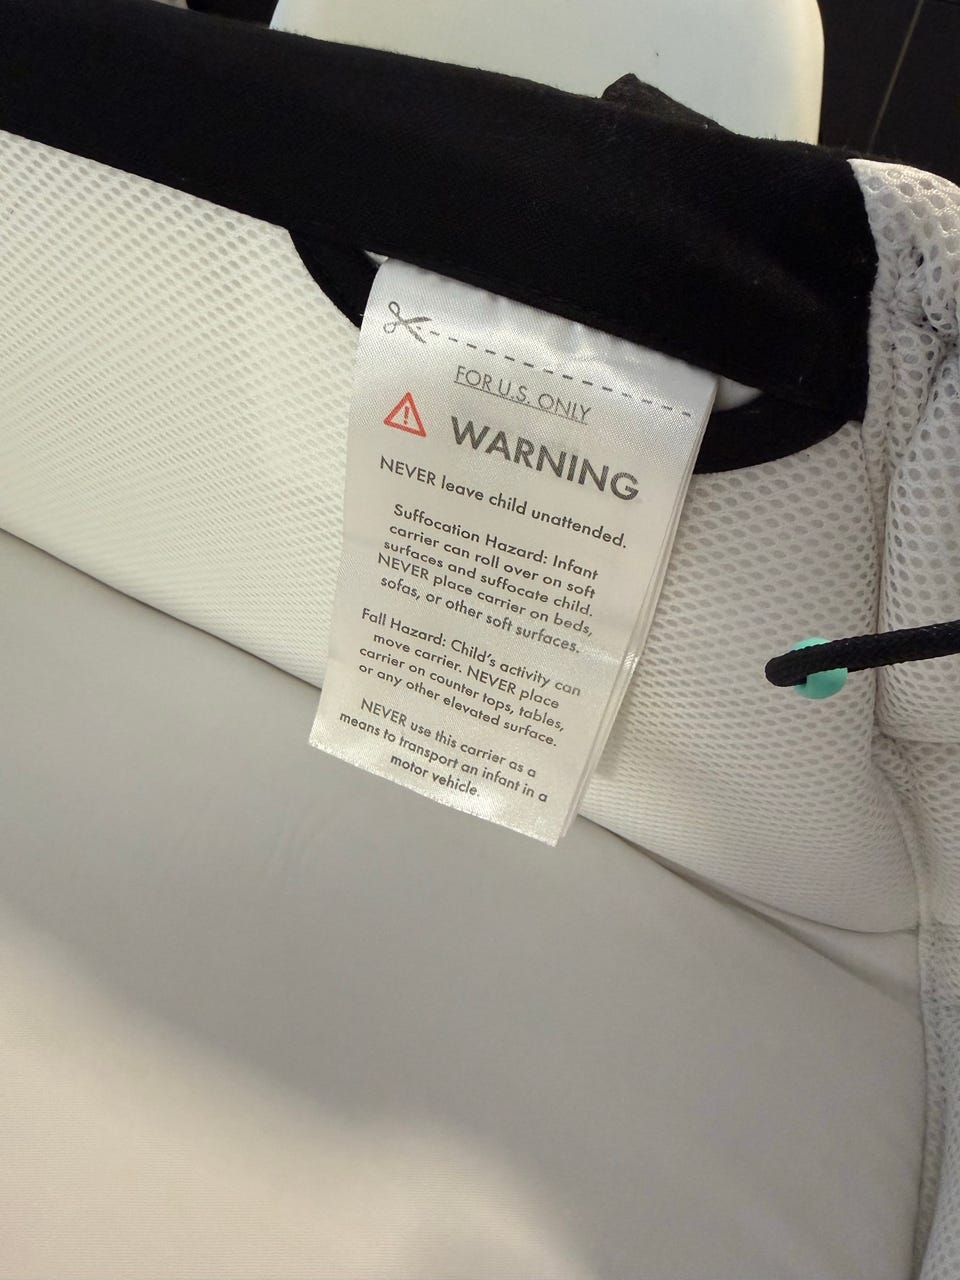 FOR U.S. ONLY
WARNING
NEVER leave child unattended.
Suffocation Hazard: Infant
carrier can roll over on soft
surfaces and suffocate child.
NEVER place carrier on beds,
sofas, or other soft surfaces.
Fall Hazard: Child's activity can
move carrier. NEVER place
carrier on counter tops, tables,
or any other elevated surface.
NEVER use this carrier as a
means to transport an infant in a
motor vehicle.